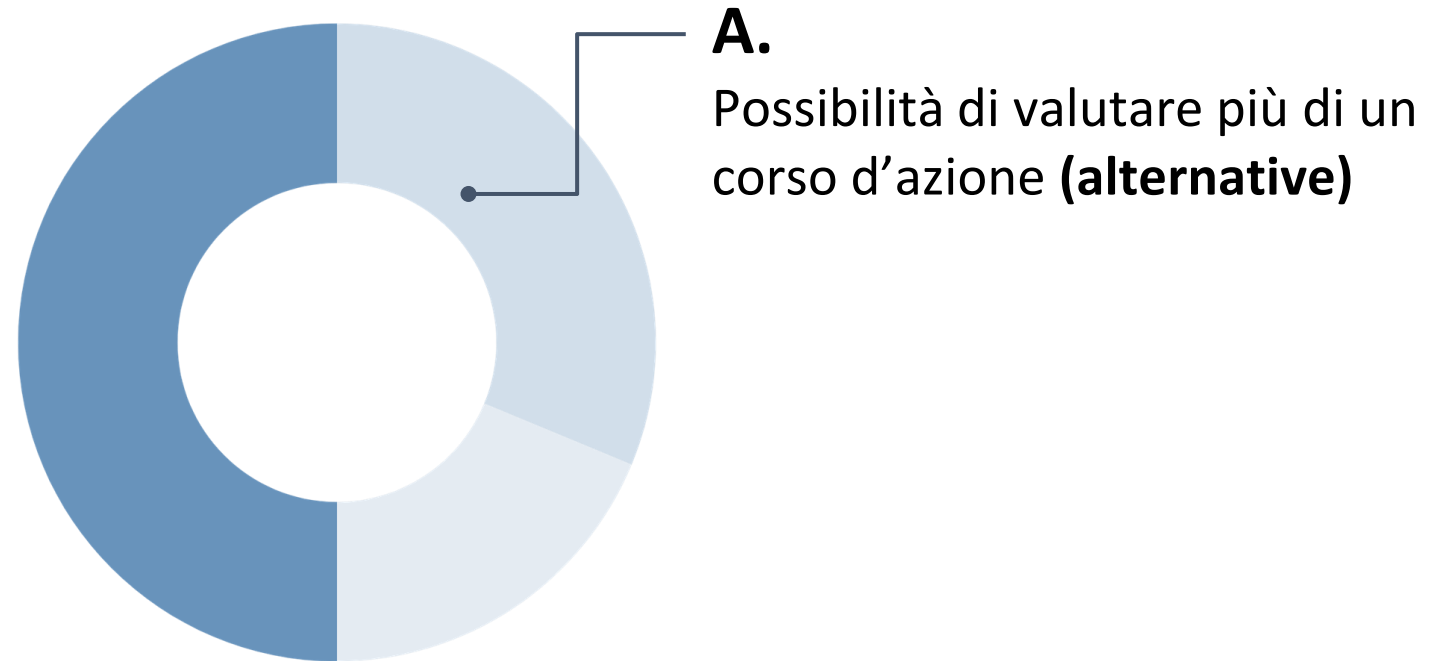 A.
Possibilità di valutare più di un
corso d’azione (alternative)